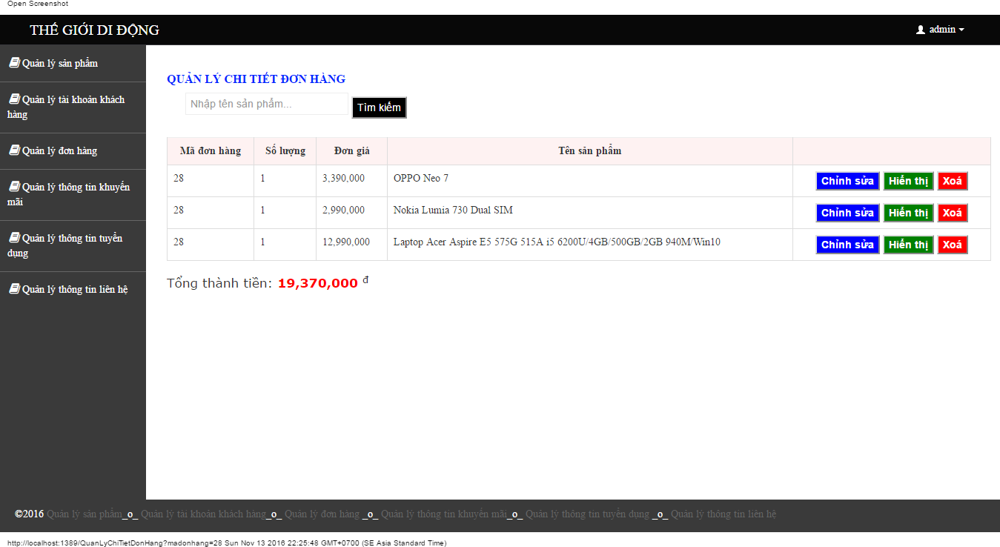 Open Screenshot
THẾ GIỚI DI ĐỘNG
admin
Quản lý sản phẩm
Quản lý tài khoản khách
hàng
Quản lý đơn hàng
Quản lý thông tin khuyến
mãi
Quản lý thông tin tuyển
dụng
Quản lý thông tin liên hệ
QUẢN LÝ CHI TIẾT ĐƠN HÀNG
Nhập tên sản phẩm... Tìm kiếm
Mã đơn hàng Số lượng Đơn giá Tên sản phẩm
28 1 3,390,000 OPPO Neo 7 Chỉnh sửa Hiển thị Xoá
28 1 2,990,000 Nokia Lumia 730 Dual SIM Chỉnh sửa Hiển thị Xoá
28 1 12,990,000 Laptop Acer Aspire E5 575G 515A i5 6200U/4GB/500GB/2GB 940M/Win10 Chỉnh sửa Hiển thị Xoá
Tổng thành tiền: 19,370,000 đ
©2016 Quản lý sản phẩm_o_ Quản lý tài khoản khách hàng_o_ Quản lý đơn hàng _o_ Quản lý thông tin khuyến mãi_o_ Quản lý thông tin tuyển dụng _o_ Quản lý thông tin liên hệ
http://localhost:1389/QuanLyChiTietDonHang?madonhang=28 Sun Nov 13 2016 22:25:48 GMT+0700 (SE Asia Standard Time)